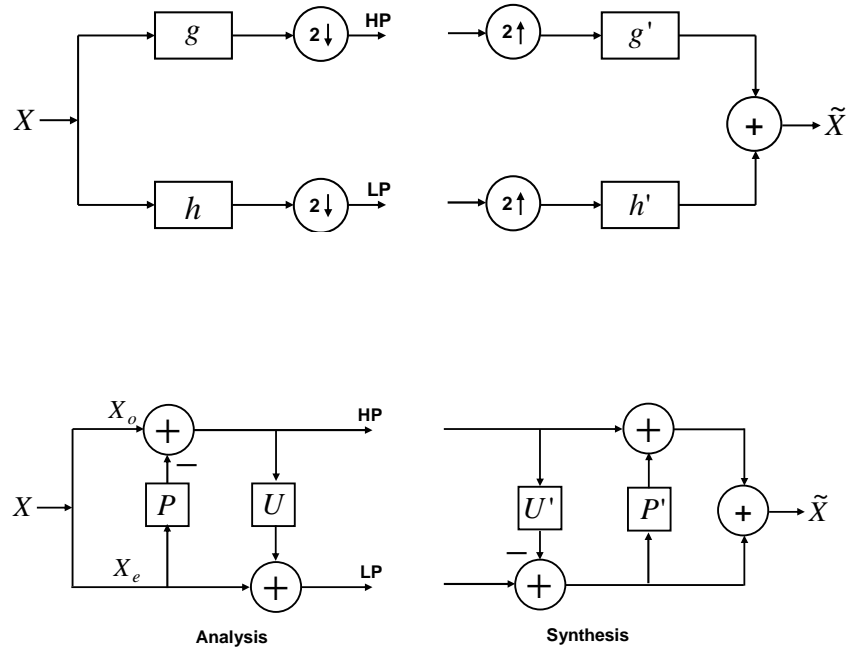 HP
g
2↓
2↑
g'
X
+
X̃
LP
h
2↓
2↑
h'
X_o
HP
+
+
−
X
P
U
U'
P'
+
X̃
X_e
−
LP
+
+
Analysis
Synthesis